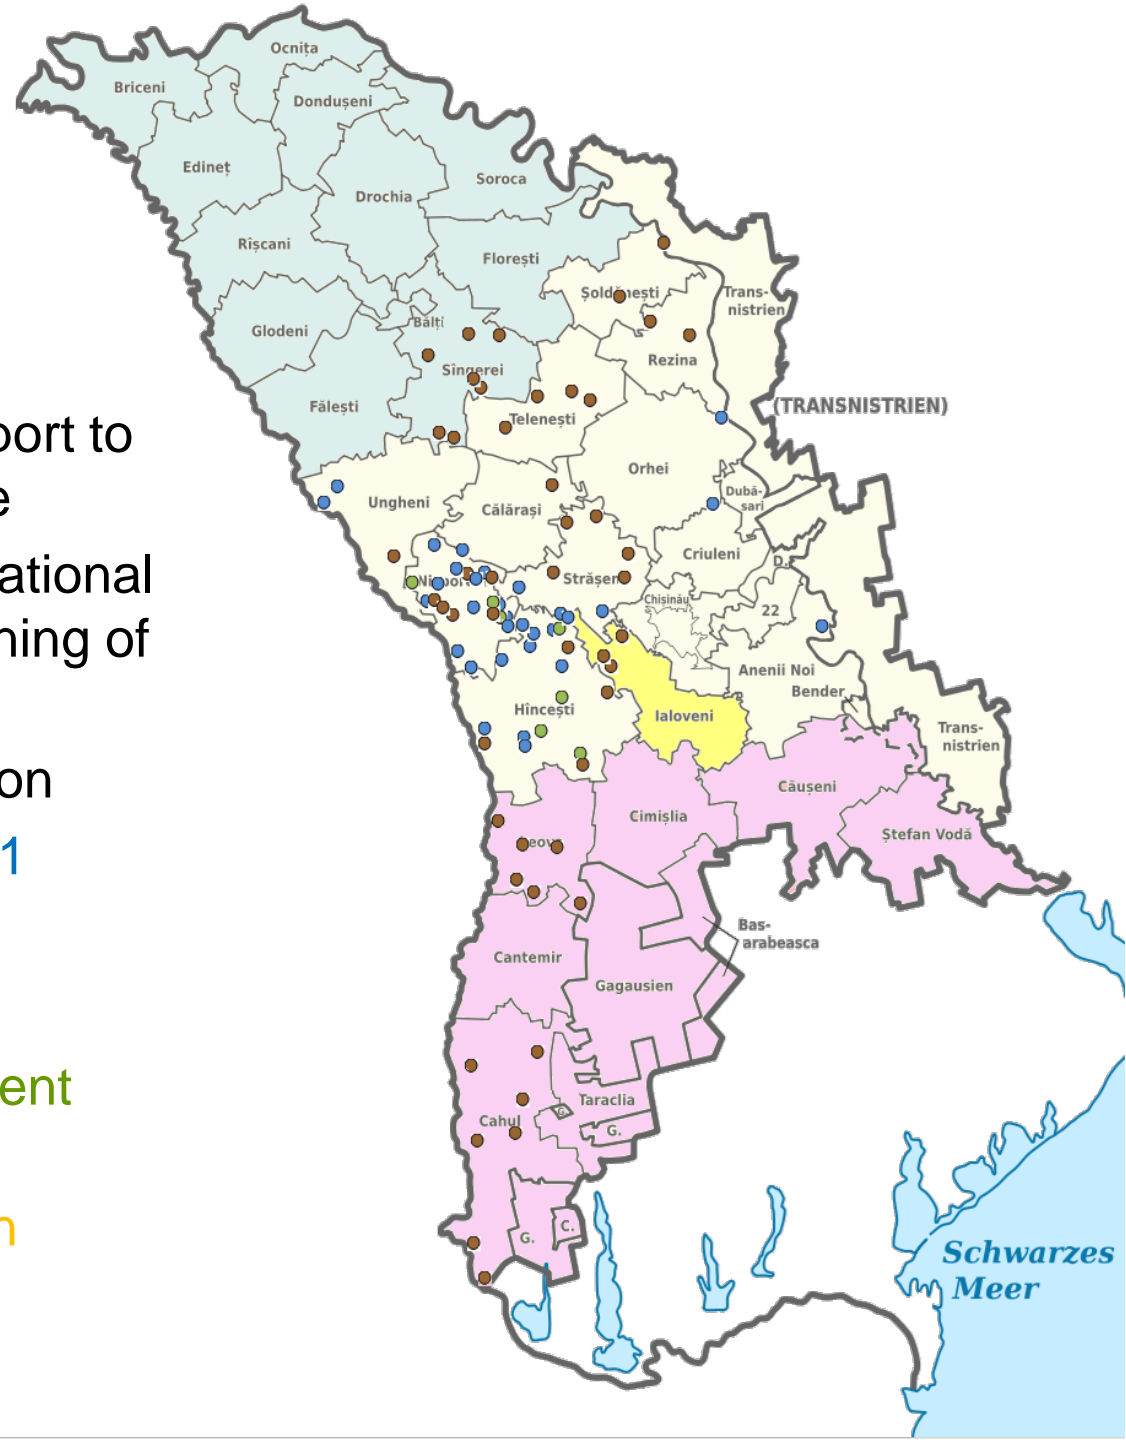 Ocnița
Briceni
Dondușeni
Edineț
Soroca
Drochia
Rîșcani
Florești
Trans-
nistrien
Glodeni
Bălți
Rezina
Sîngerei
Fălești
(TRANSNISTRIEN)
Telenești
port to
Orhei
Ungheni
Călărași
Dubă-
sari
e
Criuleni
D.
ational
Chișinău
22
ning of
Anenii Noi
Bender
Hîncești
Ialoveni
Trans-
nistrien
on
Căușeni
Cimișlia
Ștefan Vodă
1
Bas-
arabeasca
Cantemir
Gagausien
ent
Taraclia
G.
Cahul
G.
C.
G.
n
Schwarzes
Meer